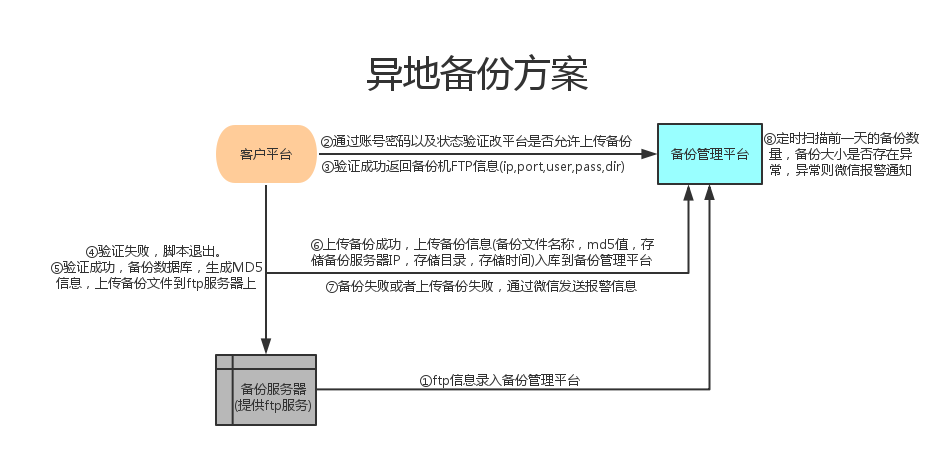 异地备份方案
客户平台
②通过账号密码以及状态验证改平台是否允许上传备份
③验证成功返回备份机FTP信息(ip,port,user,pass,dir)
备份管理平台
⑧定时扫描前一天的备份数
量，备份大小是否存在异
常，异常则微信报警通知
④验证失败，脚本退出。
⑤验证成功，备份数据库，生成MD5
信息，上传备份文件到ftp服务器上
⑥上传备份成功，上传备份信息(备份文件名称，md5值，存
储备份服务器IP，存储目录，存储时间)入库到备份管理平台
⑦备份失败或者上传备份失败，通过微信发送报警信息
①ftp信息录入备份管理平台
备份服务器
(提供ftp服务)